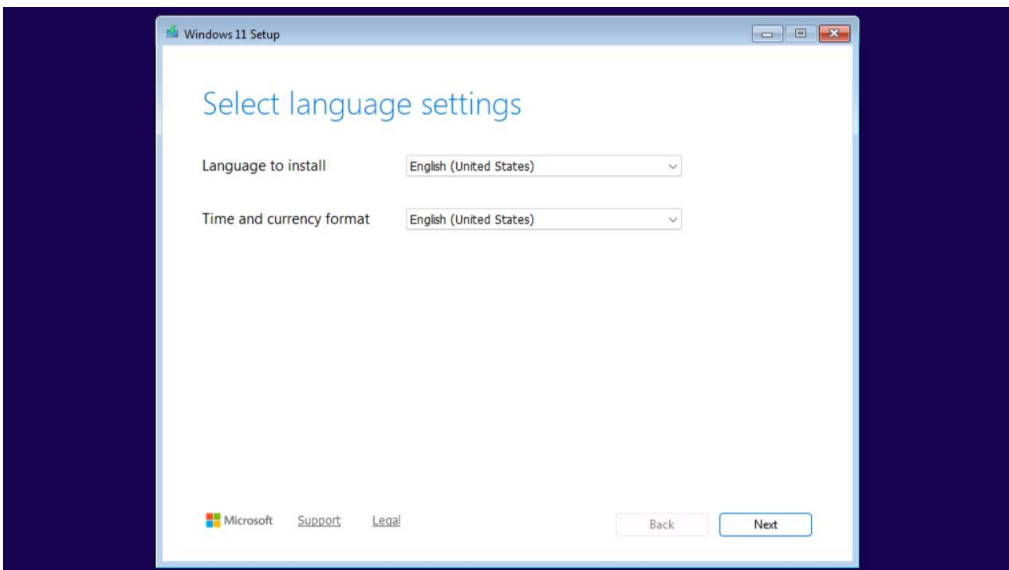 Windows 11 Setup
Select language settings
Language to install English (United States)
Time and currency format English (United States)
Microsoft Support Legal Back Next